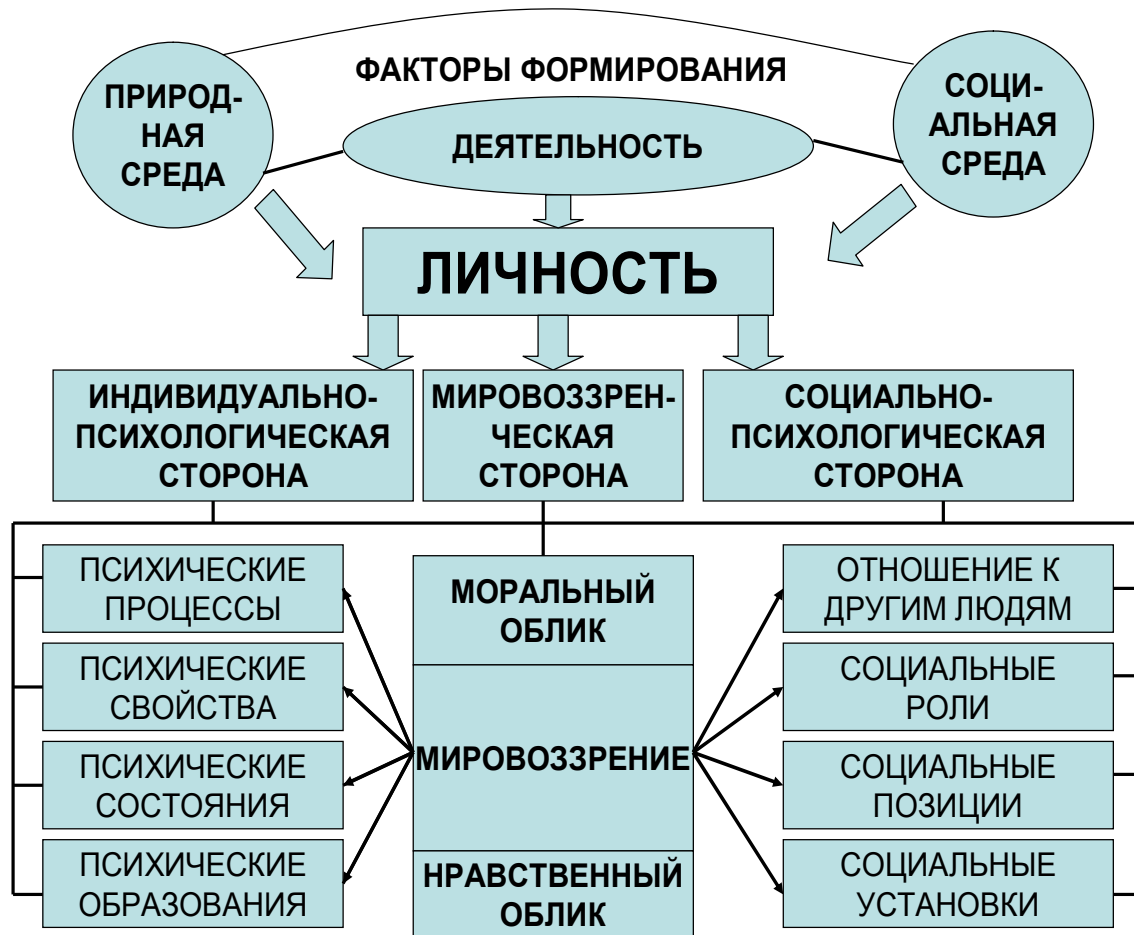 ФАКТОРЫ ФОРМИРОВАНИЯ
ПРИРОД-
НАЯ
СРЕДА
ДЕЯТЕЛЬНОСТЬ
СОЦИ-
АЛЬНАЯ
СРЕДА
ЛИЧНОСТЬ
ИНДИВИДУАЛЬНО-
ПСИХОЛОГИЧЕСКАЯ
СТОРОНА
МИРОВОЗЗРЕН-
ЧЕСКАЯ
СТОРОНА
СОЦИАЛЬНО-
ПСИХОЛОГИЧЕСКАЯ
СТОРОНА
ПСИХИЧЕСКИЕ
ПРОЦЕССЫ
ПСИХИЧЕСКИЕ
СВОЙСТВА
ПСИХИЧЕСКИЕ
СОСТОЯНИЯ
ПСИХИЧЕСКИЕ
ОБРАЗОВАНИЯ
МОРАЛЬНЫЙ
ОБЛИК
МИРОВОЗЗРЕНИЕ
НРАВСТВЕННЫЙ
ОБЛИК
ОТНОШЕНИЕ К
ДРУГИМ ЛЮДЯМ
СОЦИАЛЬНЫЕ
РОЛИ
СОЦИАЛЬНЫЕ
ПОЗИЦИИ
СОЦИАЛЬНЫЕ
УСТАНОВКИ